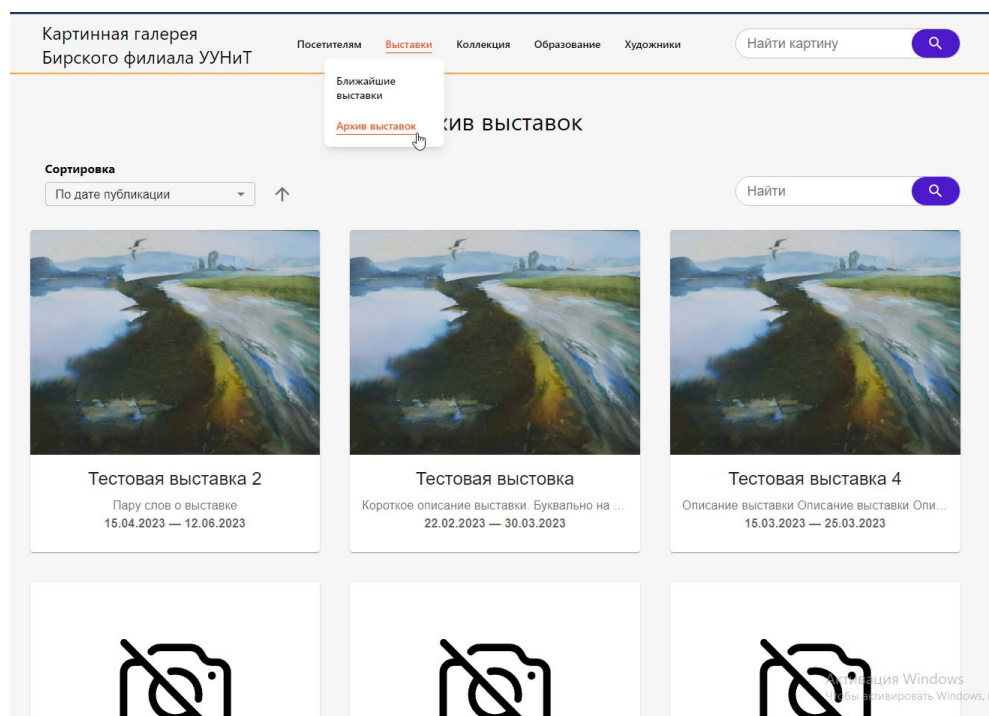 Картинная галерея
Бирского филиала УУНиТ
Посетителям Выставки Коллекция Образование Художники
Найти картину
Ближайшие
выставки
Архив выставок
хив выставок
Сортировка
По дате публикации
Найти
Тестовая выставка 2
Пару слов о выставке
15.04.2023 — 12.06.2023
Тестовая выстовка
Короткое описание выставки. Буквально на ...
22.02.2023 — 30.03.2023
Тестовая выставка 4
Описание выставки Описание выставки Опи...
15.03.2023 — 25.03.2023
Активация Windows
Чтобы активировать Windows,